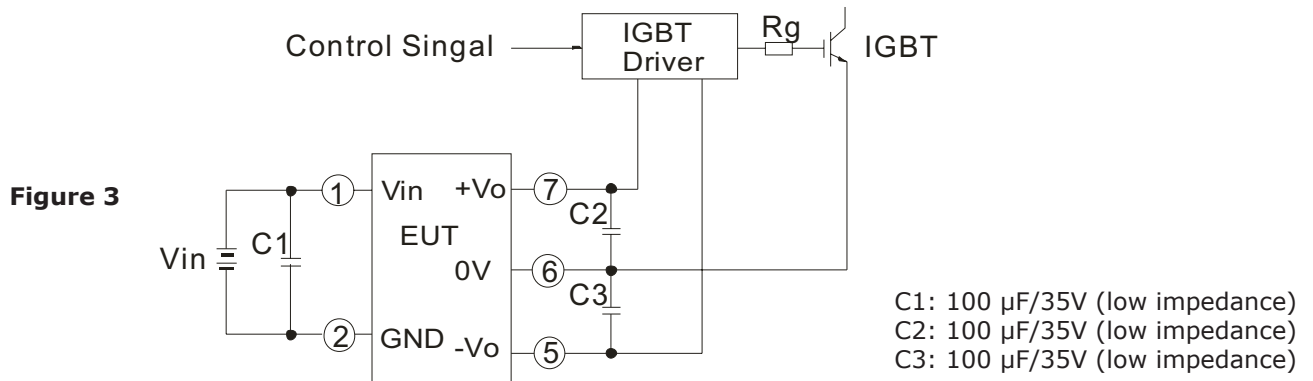 Control Singal
IGBT
Driver
Rg
IGBT
Figure 3
Vin
C1
1
2
Vin
+Vo
EUT
0V
GND
-Vo
7
6
5
C2
C3
C1: 100 µF/35V (low impedance)
C2: 100 µF/35V (low impedance)
C3: 100 µF/35V (low impedance)